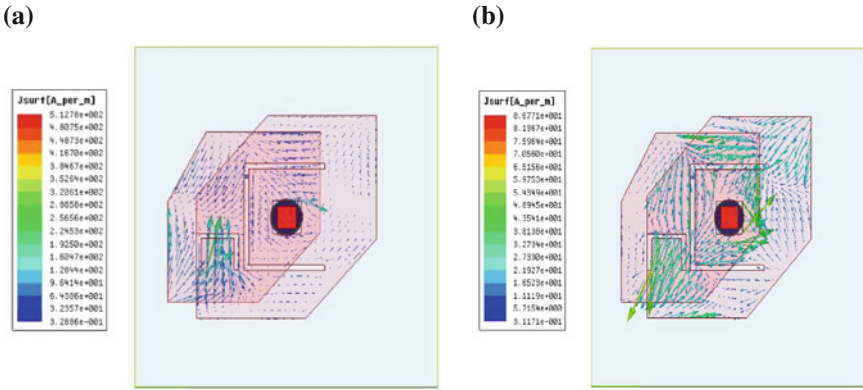 (a)
(b)
Jsurf[A_per_m]
5.1278e+002
4.8075e+002
4.4873e+002
4.1670e+002
3.8467e+002
3.5264e+002
3.2061e+002
2.8858e+002
2.5656e+002
2.2453e+002
1.9250e+002
1.6047e+002
1.2844e+002
9.6414e+001
6.4386e+001
3.2357e+001
3.2886e-001
Jsurf[A_per_m]
8.6771e+001
8.1367e+001
7.5964e+001
7.0560e+001
6.5156e+001
5.9753e+001
5.4349e+001
4.8945e+001
4.3541e+001
3.8138e+001
3.2734e+001
2.7330e+001
2.1927e+001
1.6523e+001
1.1119e+001
5.7154e+000
3.1171e-001